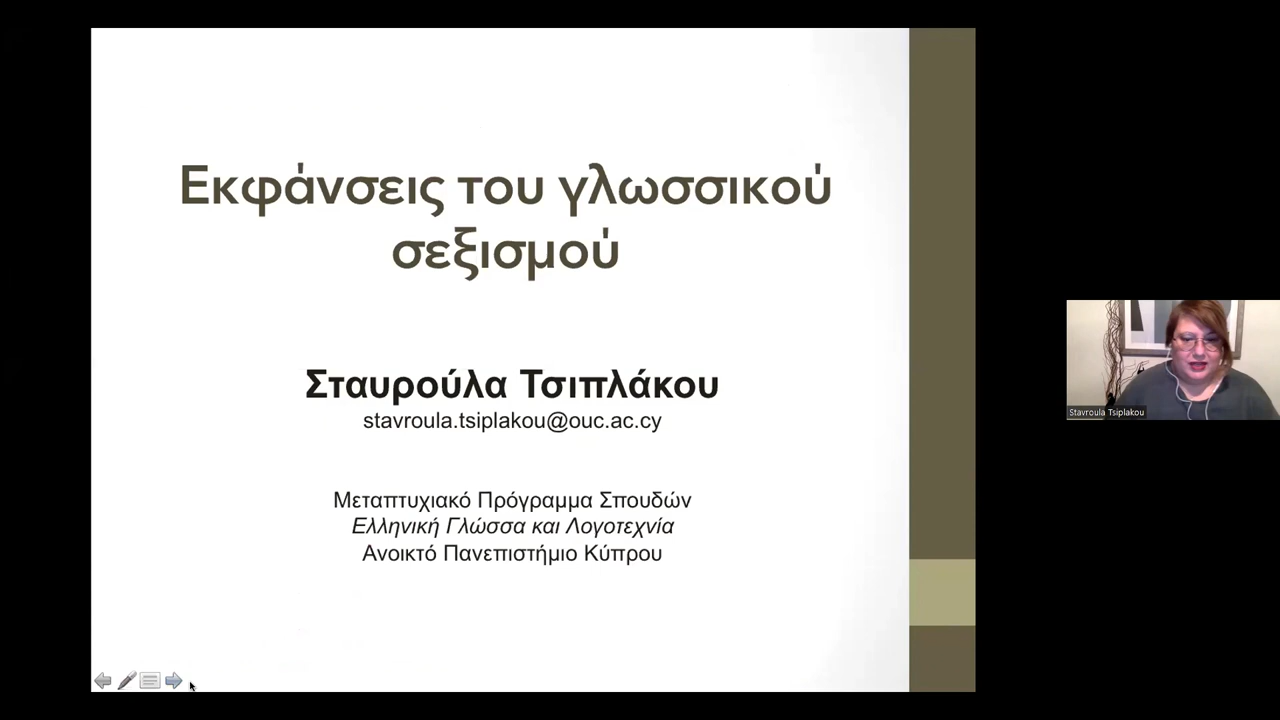 Εκφάνσεις του γλωσσικού
σεξισμού
Σταυρούλα Τσιπλάκου
stavroula.tsiplakou@ouc.ac.cy
Μεταπτυχιακό Πρόγραμμα Σπουδών
Ελληνική Γλώσσα και Λογοτεχνία
Ανοικτό Πανεπιστήμιο Κύπρου
Stavroula Tsiplakou